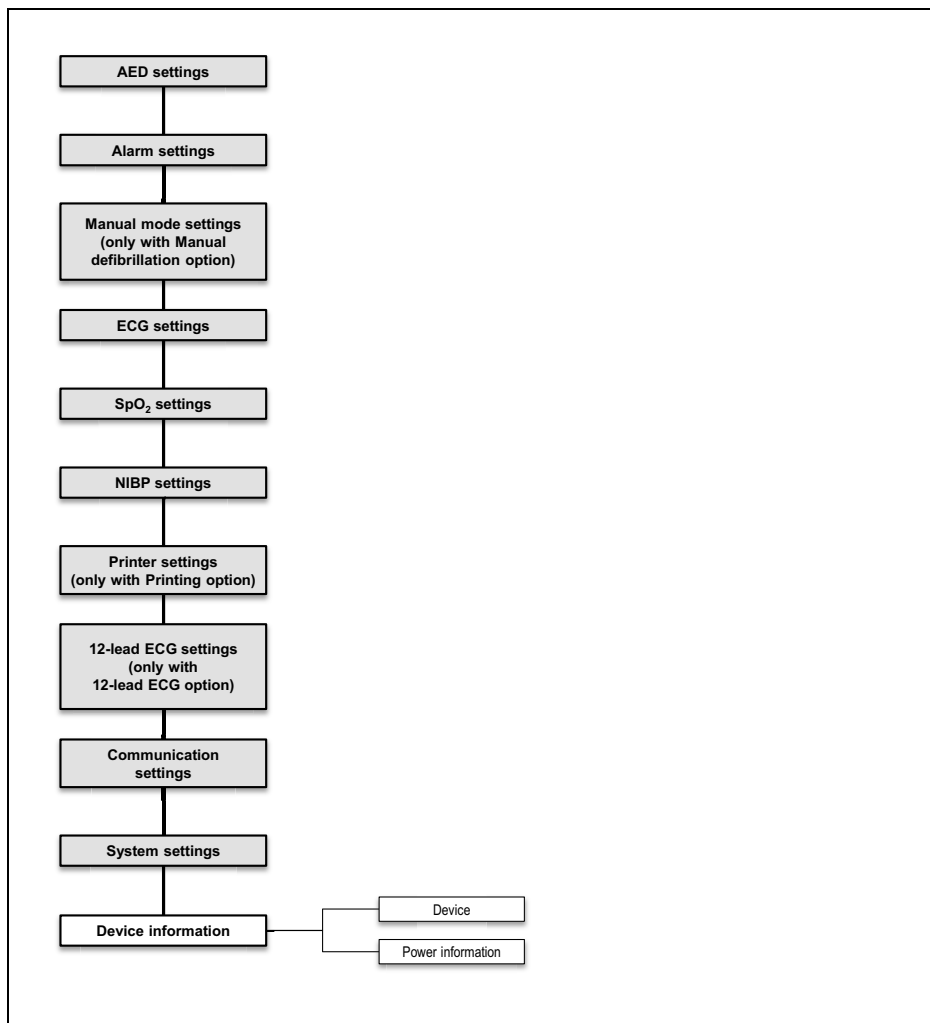 AED settings
Alarm settings
Manual mode settings
(only with Manual
defibrillation option)
ECG settings
SpO₂ settings
NIBP settings
Printer settings
(only with Printing option)
12-lead ECG settings
(only with
12-lead ECG option)
Communication
settings
System settings
Device information
Device
Power information